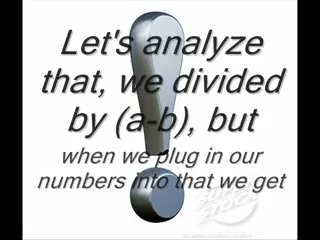 Let's analyze
that, we divided
by (a-b), but
when we plug in our
numbers into that we get